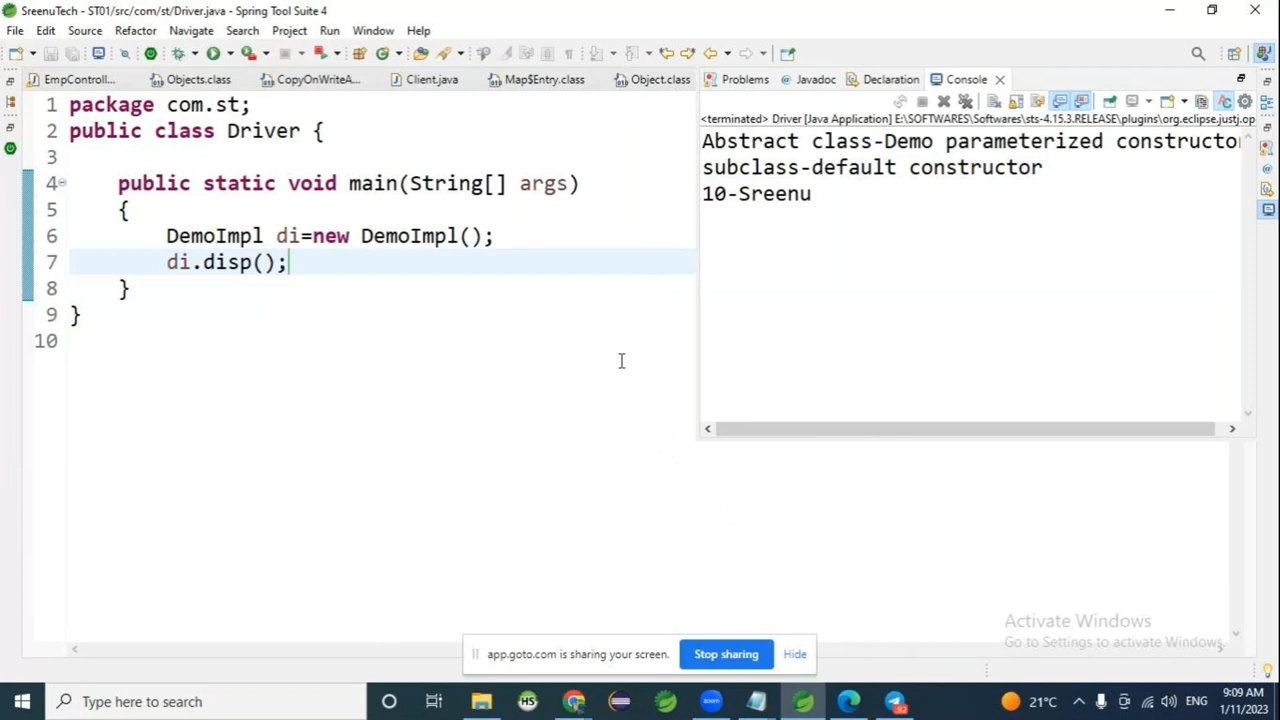 SreenuTech - ST01/src/com/st/Driver.java - Spring Tool Suite 4
File Edit Source Refactor Navigate Search Project Run Window Help
EmpControll... Objects.class CopyOnWriteA... Client.java Map$Entry.class Object.class
Problems Javadoc Declaration Console
<terminated> Driver [Java Application] E:\SOFTWARES\Softwares\sts-4.15.3.RELEASE\plugins\org.eclipse.justj.op
1 package com.st;
2 public class Driver {
3
4 public static void main(String[] args)
5 {
6 DemoImpl di=new DemoImpl();
7 di.disp();
8 }
9 }
10
Abstract class-Demo parameterized constructor
subclass-default constructor
10-Sreenu
Activate Windows
Go to Settings to activate Windows.
app.goto.com is sharing your screen. Stop sharing Hide
Type here to search
HS
zoom
21°C ENG
9:09 AM
1/11/2023